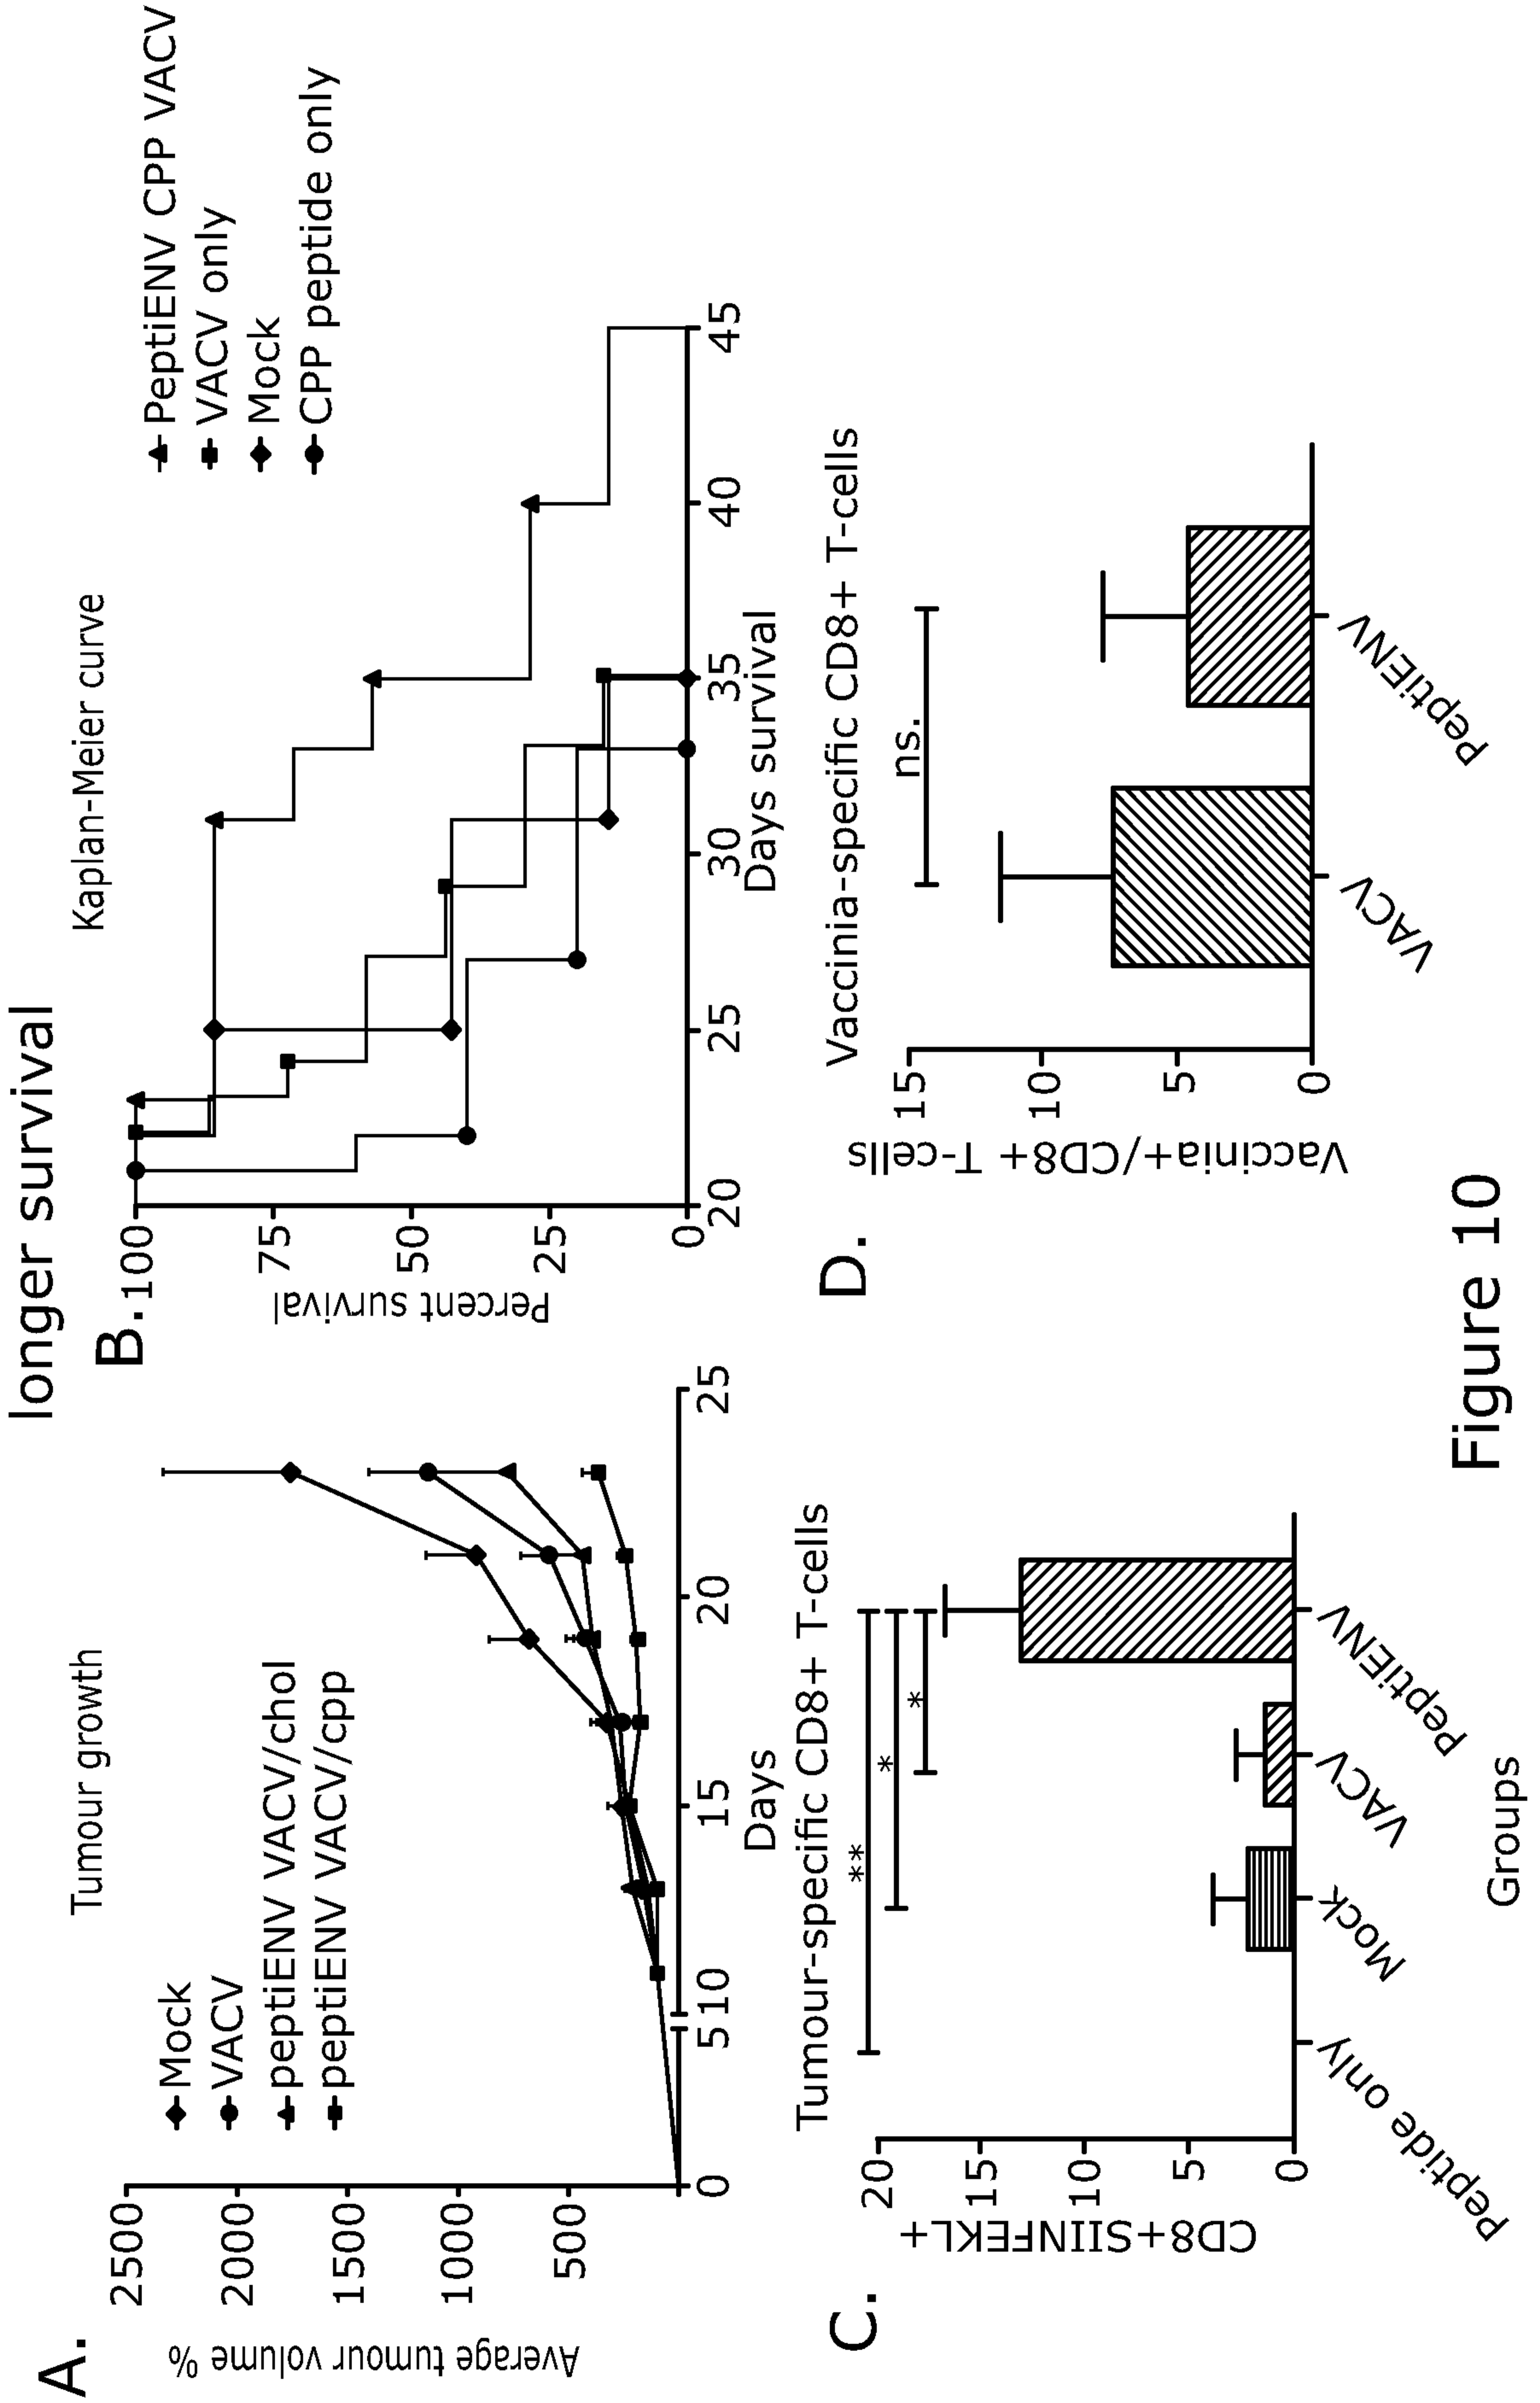 longer survival
A.
Tumour growth
Mock
VACV
peptiENV VACV/chol
peptiENV VACV/cpp
Average tumour volume %
2500
2000
1500
1000
500
0
5
10
15
20
25
Days
B.
Kaplan-Meier curve
PeptiENV CPP VACV
VACV only
Mock
CPP peptide only
Percent survival
100
75
50
25
0
20
25
30
35
40
45
Days survival
C.
Tumour-specific CD8+ T-cells
CD8+SIINFEKL+
20
15
10
5
0
**
*
*
Peptide only
Mock
VACV
PeptiENV
Groups
D.
Vaccinia-specific CD8+ T-cells
Vaccinia+/CD8+ T-cells
15
10
5
0
ns.
VACV
PeptiENV
Figure 10